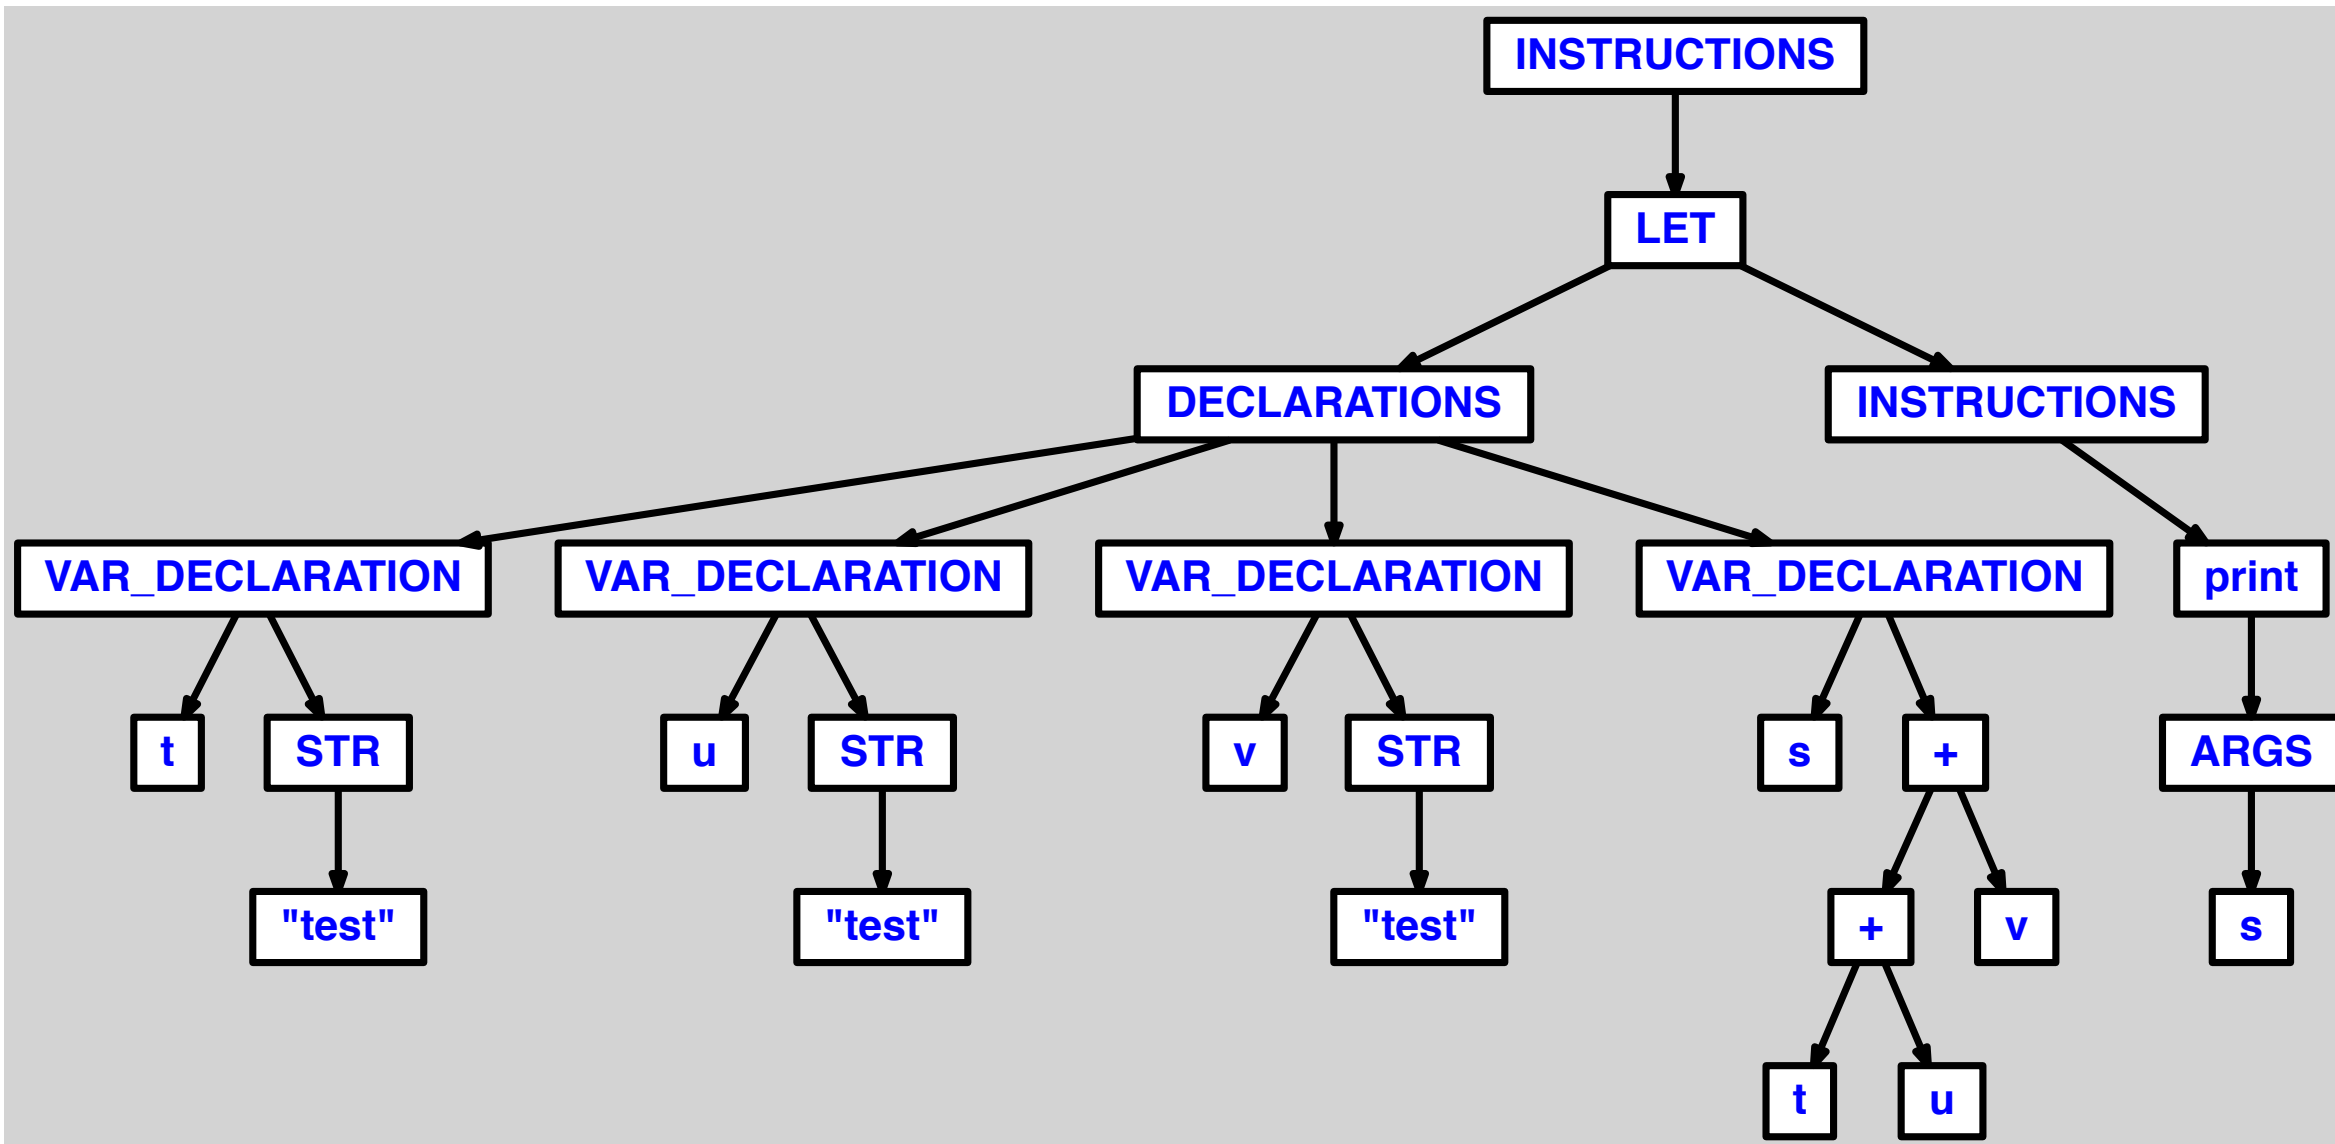 INSTRUCTIONS
LET
DECLARATIONS
INSTRUCTIONS
VAR_DECLARATION
VAR_DECLARATION
VAR_DECLARATION
VAR_DECLARATION
print
t
STR
u
STR
v
STR
s
+
ARGS
"test"
"test"
"test"
+
v
s
t
u